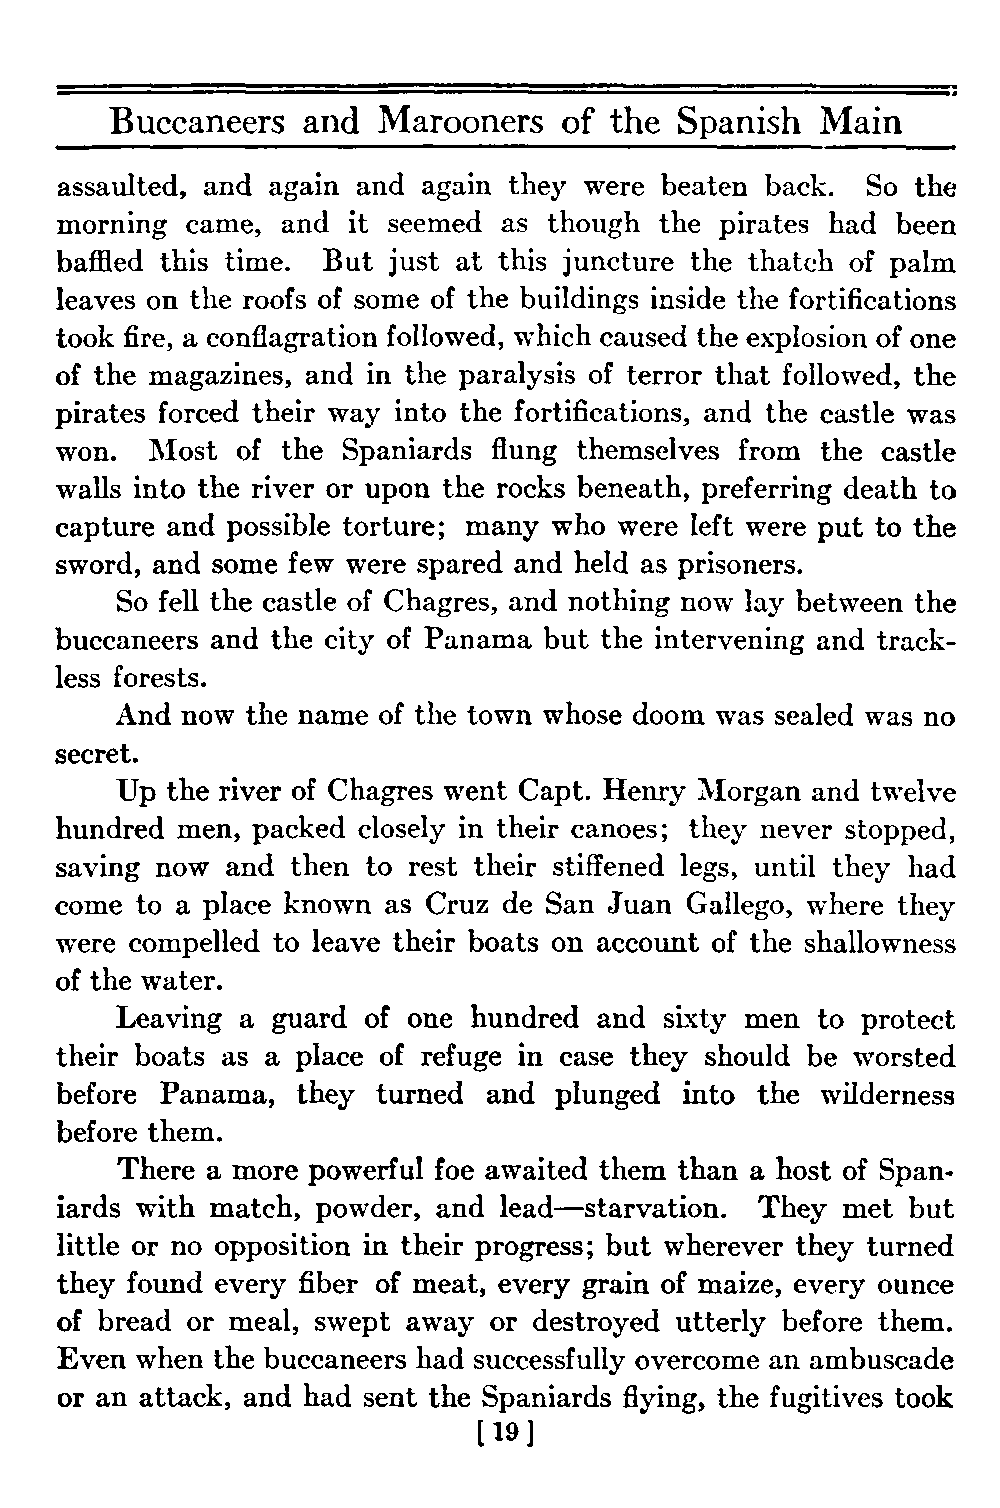 Buccaneers and Marooners of the Spanish Main
assaulted, and again and again they were beaten back. So the
morning came, and it seemed as though the pirates had been
baffled this time. But just at this juncture the thatch of palm
leaves on the roofs of some of the buildings inside the fortifications
took fire, a conflagration followed, which caused the explosion of one
of the magazines, and in the paralysis of terror that followed, the
pirates forced their way into the fortifications, and the castle was
won. Most of the Spaniards flung themselves from the castle
walls into the river or upon the rocks beneath, preferring death to
capture and possible torture; many who were left were put to the
sword, and some few were spared and held as prisoners.
So fell the castle of Chagres, and nothing now lay between the
buccaneers and the city of Panama but the intervening and track-
less forests.
And now the name of the town whose doom was sealed was no
secret.
Up the river of Chagres went Capt. Henry Morgan and twelve
hundred men, packed closely in their canoes; they never stopped,
saving now and then to rest their stiffened legs, until they had
come to a place known as Cruz de San Juan Gallego, where they
were compelled to leave their boats on account of the shallowness
of the water.
Leaving a guard of one hundred and sixty men to protect
their boats as a place of refuge in case they should be worsted
before Panama, they turned and plunged into the wilderness
before them.
There a more powerful foe awaited them than a host of Span-
iards with match, powder, and lead—starvation. They met but
little or no opposition in their progress; but wherever they turned
they found every fiber of meat, every grain of maize, every ounce
of bread or meal, swept away or destroyed utterly before them.
Even when the buccaneers had successfully overcome an ambuscade
or an attack, and had sent the Spaniards flying, the fugitives took
[ 19 ]